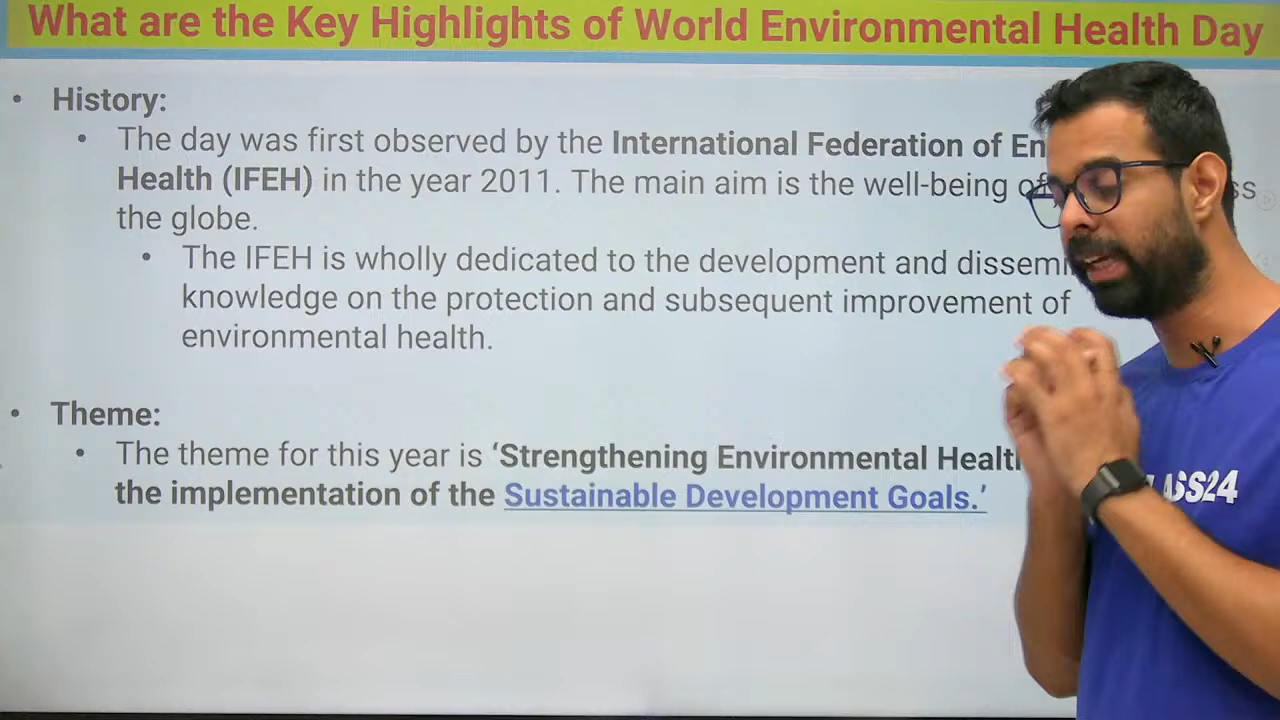 What are the Key Highlights of World Environmental Health Day
• History:
• The day was first observed by the International Federation of En
Health (IFEH) in the year 2011. The main aim is the well-being of ss
the globe.
• The IFEH is wholly dedicated to the development and dissemi
knowledge on the protection and subsequent improvement of
environmental health.
• Theme:
• The theme for this year is ‘Strengthening Environmental Healt
the implementation of the Sustainable Development Goals.’
LASS24